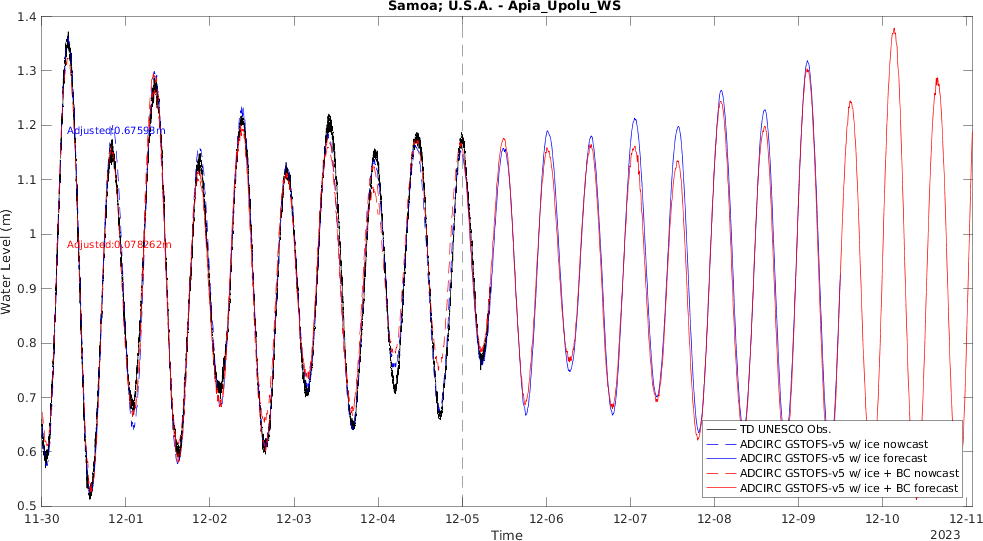 Samoa; U.S.A. - Apia_Upolu_WS
1.4
1.3
1.2
1.1
1
0.9
0.8
0.7
0.6
0.5
Water Level (m)
Adjusted:0.67593m
Adjusted:0.078262m
TD UNESCO Obs.
ADCIRC GSTOFS-v5 w/ ice nowcast
ADCIRC GSTOFS-v5 w/ ice forecast
ADCIRC GSTOFS-v5 w/ ice + BC nowcast
ADCIRC GSTOFS-v5 w/ ice + BC forecast
11-30 12-01 12-02 12-03 12-04 12-05 12-06 12-07 12-08 12-09 12-10 12-11
Time
2023